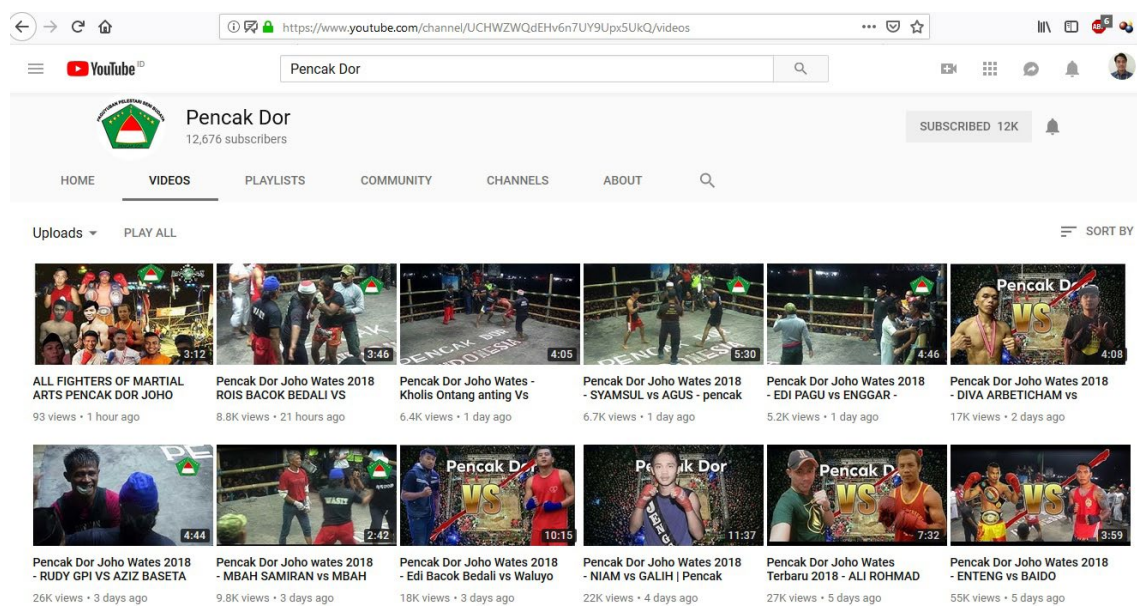 https://www.youtube.com/channel/UCHWZWQdEHv6n7UY9Upx5UkQ/videos
YouTube ID
Pencak Dor
Pencak Dor
12,676 subscribers
SUBSCRIBED 12K
HOME VIDEOS PLAYLISTS COMMUNITY CHANNELS ABOUT
Uploads PLAY ALL SORT BY
3:12 3:46 4:05 5:30 4:46 Pencak Do VS 4:08
ALL FIGHTERS OF MARTIAL
ARTS PENCAK DOR JOHO
93 views • 1 hour ago
Pencak Dor Joho Wates 2018
ROIS BACOK BEDALI VS
8.8K views • 21 hours ago
Pencak Dor Joho Wates -
Kholis Ontang anting Vs
6.4K views • 1 day ago
Pencak Dor Joho Wates 2018
- SYAMSUL vs AGUS - pencak
6.7K views • 1 day ago
Pencak Dor Joho Wates 2018
- EDI PAGU vs ENGGAR -
5.2K views • 1 day ago
Pencak Dor Joho Wates 2018
- DIVA ARBETICHAM vs
17K views • 2 days ago
4:44 WASIT 2:42 Pencak Dor VS 10:15 Dor 11:37 Pencak VS 7:32 VS 3:59
Pencak Dor Joho Wates 2018
- RUDY GPI VS AZIZ BASETA
26K views • 3 days ago
Pencak Dor Joho wates 2018
- MBAH SAMIRAN vs MBAH
9.8K views • 3 days ago
Pencak Dor Joho Wates 2018
- Edi Bacok Bedali vs Waluyo
18K views • 3 days ago
Pencak Dor Joho Wates 2018
- NIAM vs GALIH | Pencak
22K views • 4 days ago
Pencak Dor Joho Wates
Terbaru 2018 - ALI ROHMAD
27K views • 5 days ago
Pencak Dor Joho Wates 2018
- ENTENG vs BAIDO
55K views • 5 days ago